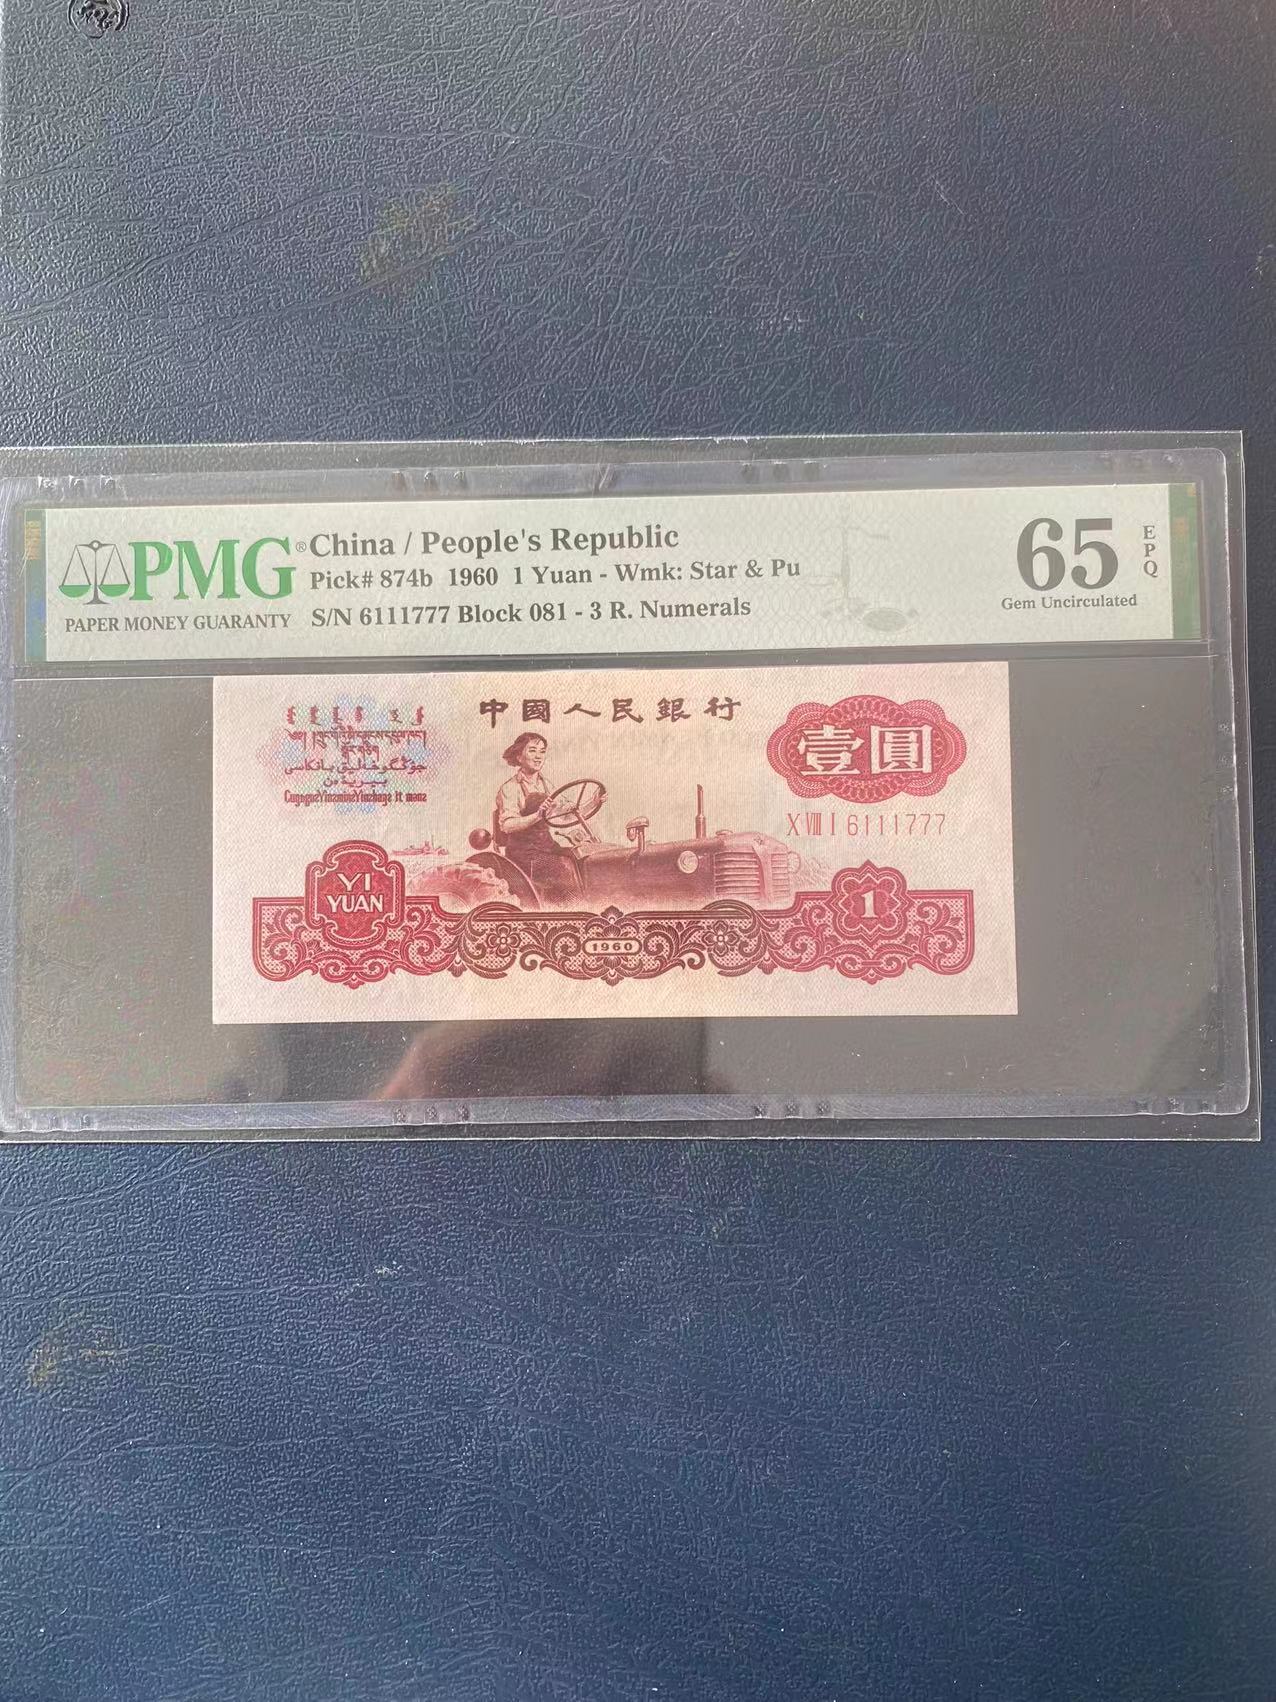 PMG®
PAPER MONEY GUARANTY
China / People's Republic
Pick# 874b 1960 1 Yuan - Wmk: Star & Pu
S/N 6111777 Block 081 - 3 R. Numerals
65
EPQ
Gem Uncirculated
中國人民銀行
壹圓
X Ⅷ I 6111777
YI
YUAN
1960
1